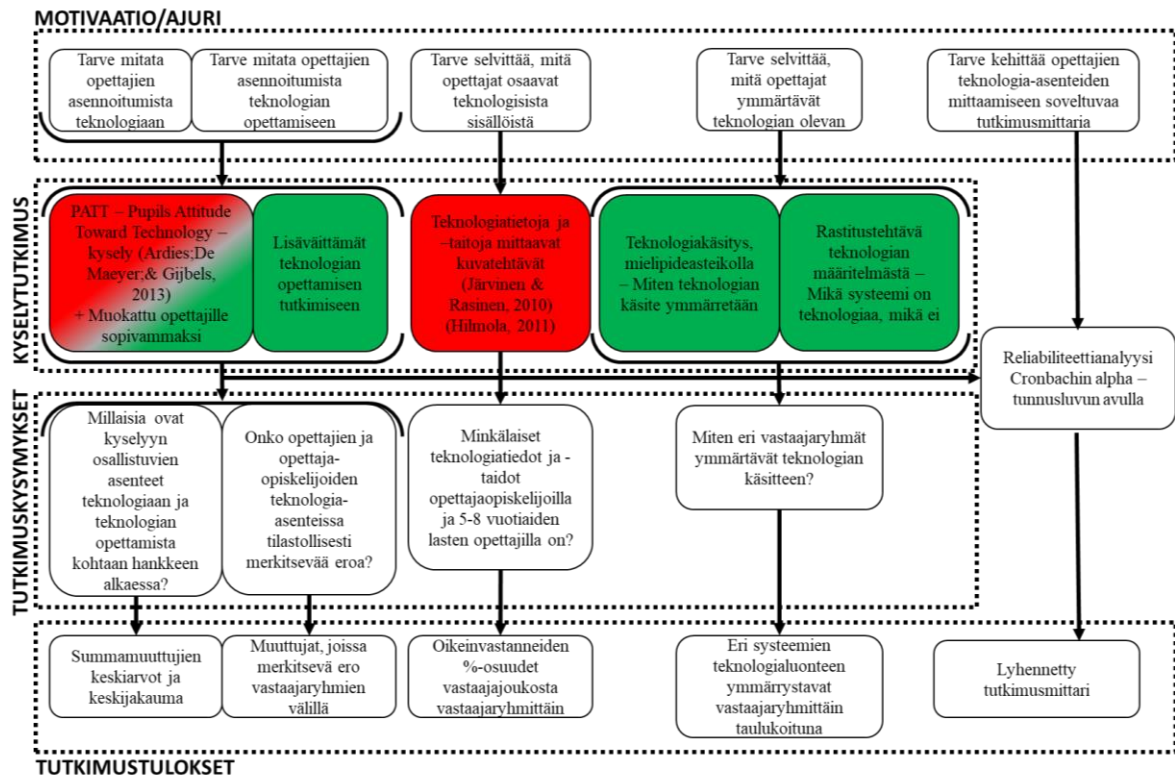 MOTIVAATIO/AJURI
Tarve mitata
opettajien
asennoitumista
teknologiaan
Tarve mitata opettajien
asennoitumista
teknologian
opettamiseen
Tarve selvittää, mitä
opettajat osaavat
teknologisista
sisällöistä
Tarve selvittää,
mitä opettajat
ymmärtävät
teknologian olevan
Tarve kehittää opettajien
teknologia-asenteiden
mittaamiseen soveltuvaa
tutkimusmittaria
KYSELYTUTKIMUS
PATT – Pupils Attitude
Toward Technology –
kysely (Ardies;De
Maeyer;& Gijbels,
2013)
+ Muokattu opettajille
sopivammaksi
Lisäväittämät
teknologian
opettamisen
tutkimiseen
Teknologiatietoja ja
–taitoja mittaavat
kuvatehtävät
(Järvinen &
Rasinen, 2010)
(Hilmola, 2011)
Teknologiakäsitys,
mielipideasteikolla
– Miten teknologian
käsite ymmärretään
Rastitustehtävä
teknologian
määritelmästä –
Mikä systeemi on
teknologiaa, mikä ei
Reliabiliteettianalyysi
Cronbachin alpha –
tunnusluvun avulla
TUTKIMUSKYSYMYKSET
Millaisia ovat
kyselyyn
osallistuvien
asenteet
teknologiaan ja
teknologian
opettamista
kohtaan hankkeen
alkaessa?
Onko opettajien ja
opettaja-
opiskelijoiden
teknologia-
asenteissa
tilastollisesti
merkitsevää eroa?
Minkälaiset
teknologiatiedot ja -
taidot
opettajaopiskelijoilla
ja 5-8 vuotiaiden
lasten opettajilla on?
Miten eri vastaajaryhmät
ymmärtävät teknologian
käsitteen?
Summamuuttujien
keskiarvot ja
keskijakauma
Muuttujat, joissa
merkitsevä ero
vastaajaryhmien
välillä
Oikeinvastanneiden
%-osuudet
vastaajajoukosta
vastaajaryhmittäin
Eri systeemien
teknologialuonteen
ymmärrystavat
vastaajaryhmittäin
taulukoituna
Lyhennetty
tutkimusmittari
TUTKIMUSTULOKSET